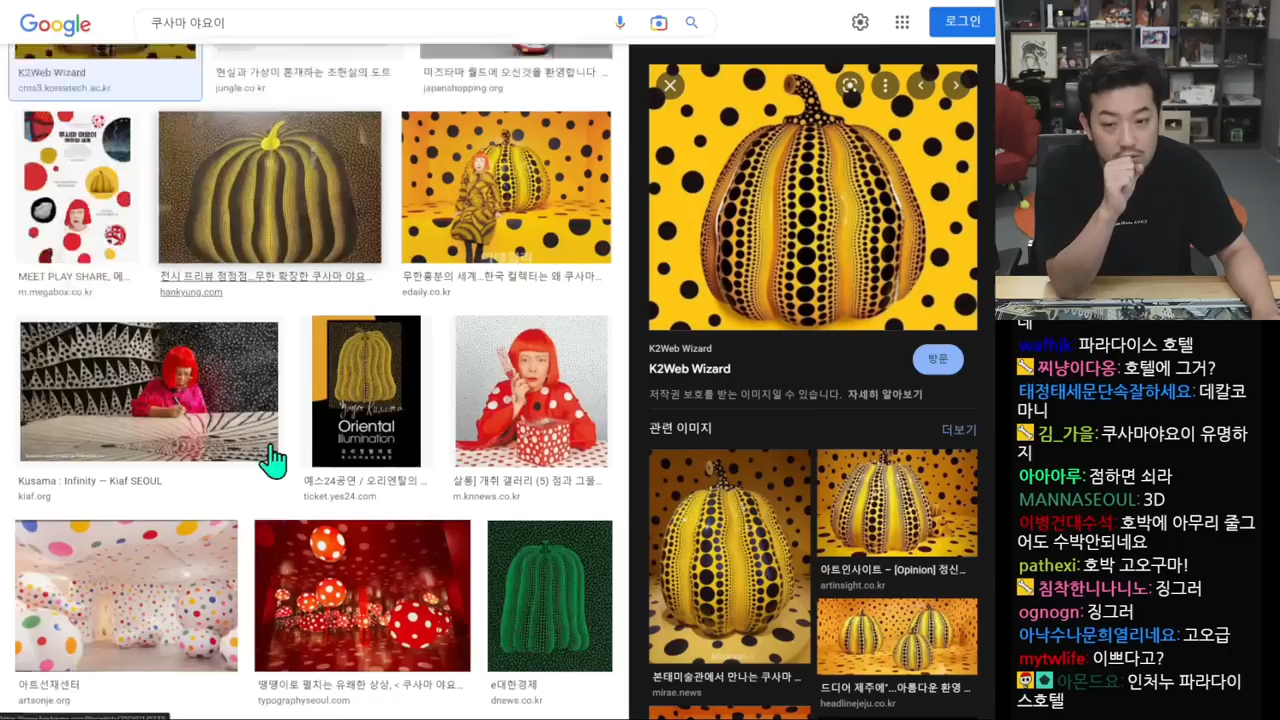 Google
쿠사마 야요이
로그인
K2Web Wizard
cms3.koreatech.ac.kr
현실과 가상이 혼재하는 초현실의 도트
jungle.co.kr
미즈타마 월드에 오신것을 환영합니다 ...
japanshopping.org
쿠사마 야요이
MEET PLAY SHARE, 메...
m.megabox.co.kr
전시 프리뷰 점점점...무한 확장한 쿠사마 야요...
hankyung.com
무한흥분의 세계...한국 컬렉터는 왜 쿠사마...
edaily.co.kr
Kusama : Infinity — Kiaf SEOUL
kiaf.org
Yayoi Kusama
Oriental
Illumination
예스24공연 / 오리엔탈의 ...
ticket.yes24.com
살롱] 개취 갤러리 (5) 점과 그물...
m.knnews.co.kr
아트선재센터
artsonje.org
땡땡이로 펼치는 유쾌한 상상, < 쿠사마 야요...
typographyseoul.com
e대한경제
dnews.co.kr
K2Web Wizard
K2Web Wizard
방문
저작권 보호를 받는 이미지일 수 있습니다. 자세히 알아보기
관련 이미지
더보기
본태미술관에서 만나는 쿠사마 ...
mirae.news
아트인사이트 – [Opinion] 정신...
artinsight.co.kr
드디어 제주에"...아름다운 환영 ...
headlinejeju.co.kr
네
wafhjk: 파라다이스 호텔
찌냥이다옹: 호텔에 그거?
태정태세문단속잘하세요: 데칼코
마니
김_가을: 쿠사마야요이 유명하
지
아아아루: 점하면 쇠라
MANNASEOUL: 3D
이병건대수석: 호박에 아무리 줄그
어도 수박안되네요
pathexi: 호박 고오구마!
침착한니나니노: 징그러
ognogn: 징그러
아낙수나문희열리네요: 고오급
mytwlife: 이쁘다고?
아몬드요: 인처누 파라다이
스호텔